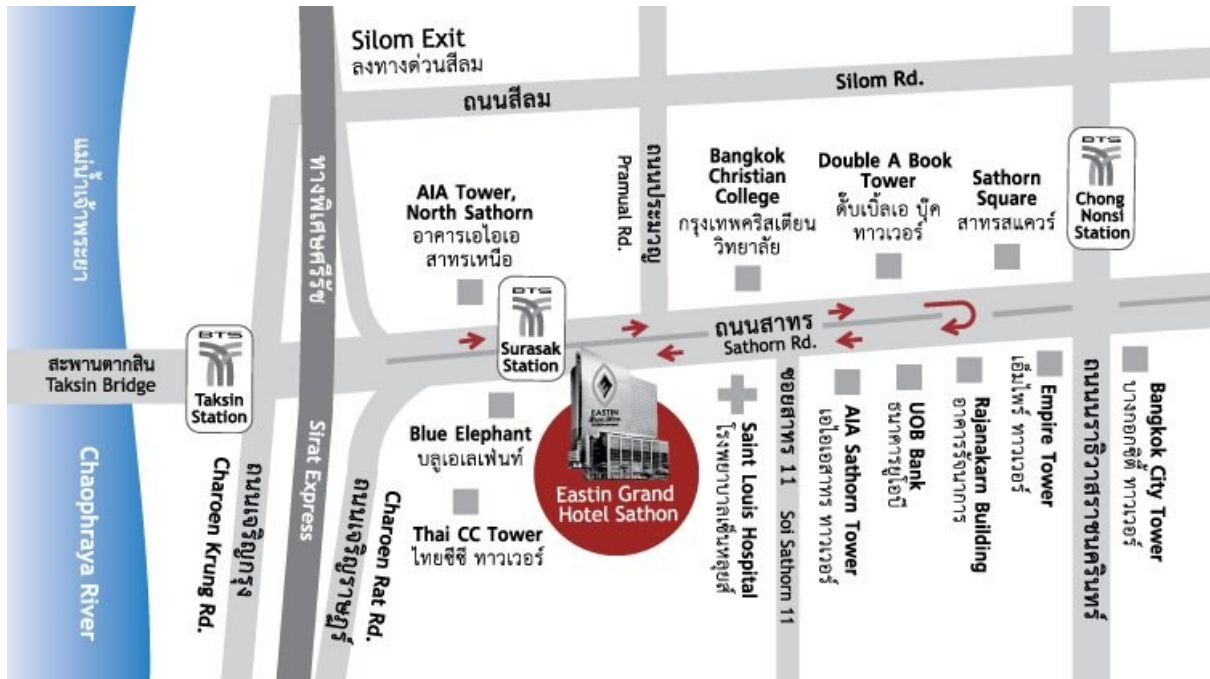 Silom Exit
ลงทางด่วนสีลม
ถนนสีลม
Silom Rd.
แม่น้ำเจ้าพระยา
Chaophraya River
ทางพิเศษศรีรัช
Sirat Express
AIA Tower,
North Sathorn
อาคารเอไอเอ
สาทรเหนือ
ถนนประมวญ
Pramual Rd.
Bangkok
Christian
College
กรุงเทพคริสเตียน
วิทยาลัย
Double A Book
Tower
ดั๊บเบิ้ลเอ บุ๊ค
ทาวเวอร์
Sathorn
Square
สาทรสแควร์
BTS
Chong
Nonsi
Station
สะพานตากสิน
Taksin Bridge
BTS
Taksin
Station
BTS
Surasak
Station
ถนนสาทร
Sathorn Rd.
Blue Elephant
บลูเอเลเฟ่นท์
Thai CC Tower
ไทยซีซี ทาวเวอร์
EASTIN
Eastin Grand
Hotel Sathon
Charoen Krung Rd.
ถนนเจริญกรุง
ถนนเจริญราษฎร์
Charoen Rat Rd.
Saint Louis Hospital
โรงพยาบาลเซ็นหลุยส์
ซอยสาทร 11 Soi Sathorn 11
AIA Sathorn Tower
เอไอเอสาทร ทาวเวอร์
UOB Bank
ธนาคารยูโอบี
Rajanakarn Building
อาคารรัจนาการ
Empire Tower
เอ็มไพร์ ทาวเวอร์
ถนนนราธิวาสราชนครินทร์
Bangkok City Tower
บางกอกซิตี้ ทาวเวอร์